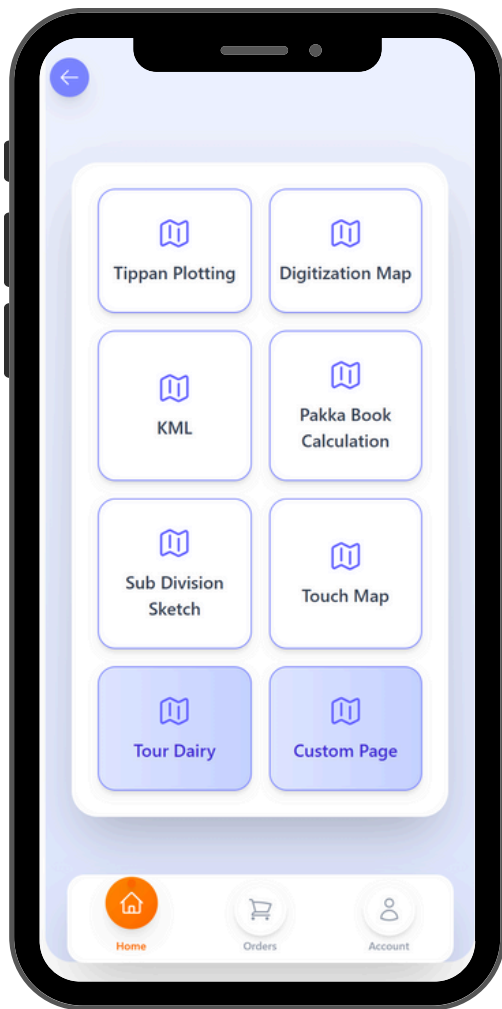 Tippan Plotting
Digitization Map
KML
Pakka Book
Calculation
Sub Division
Sketch
Touch Map
Tour Dairy
Custom Page
Home
Orders
Account